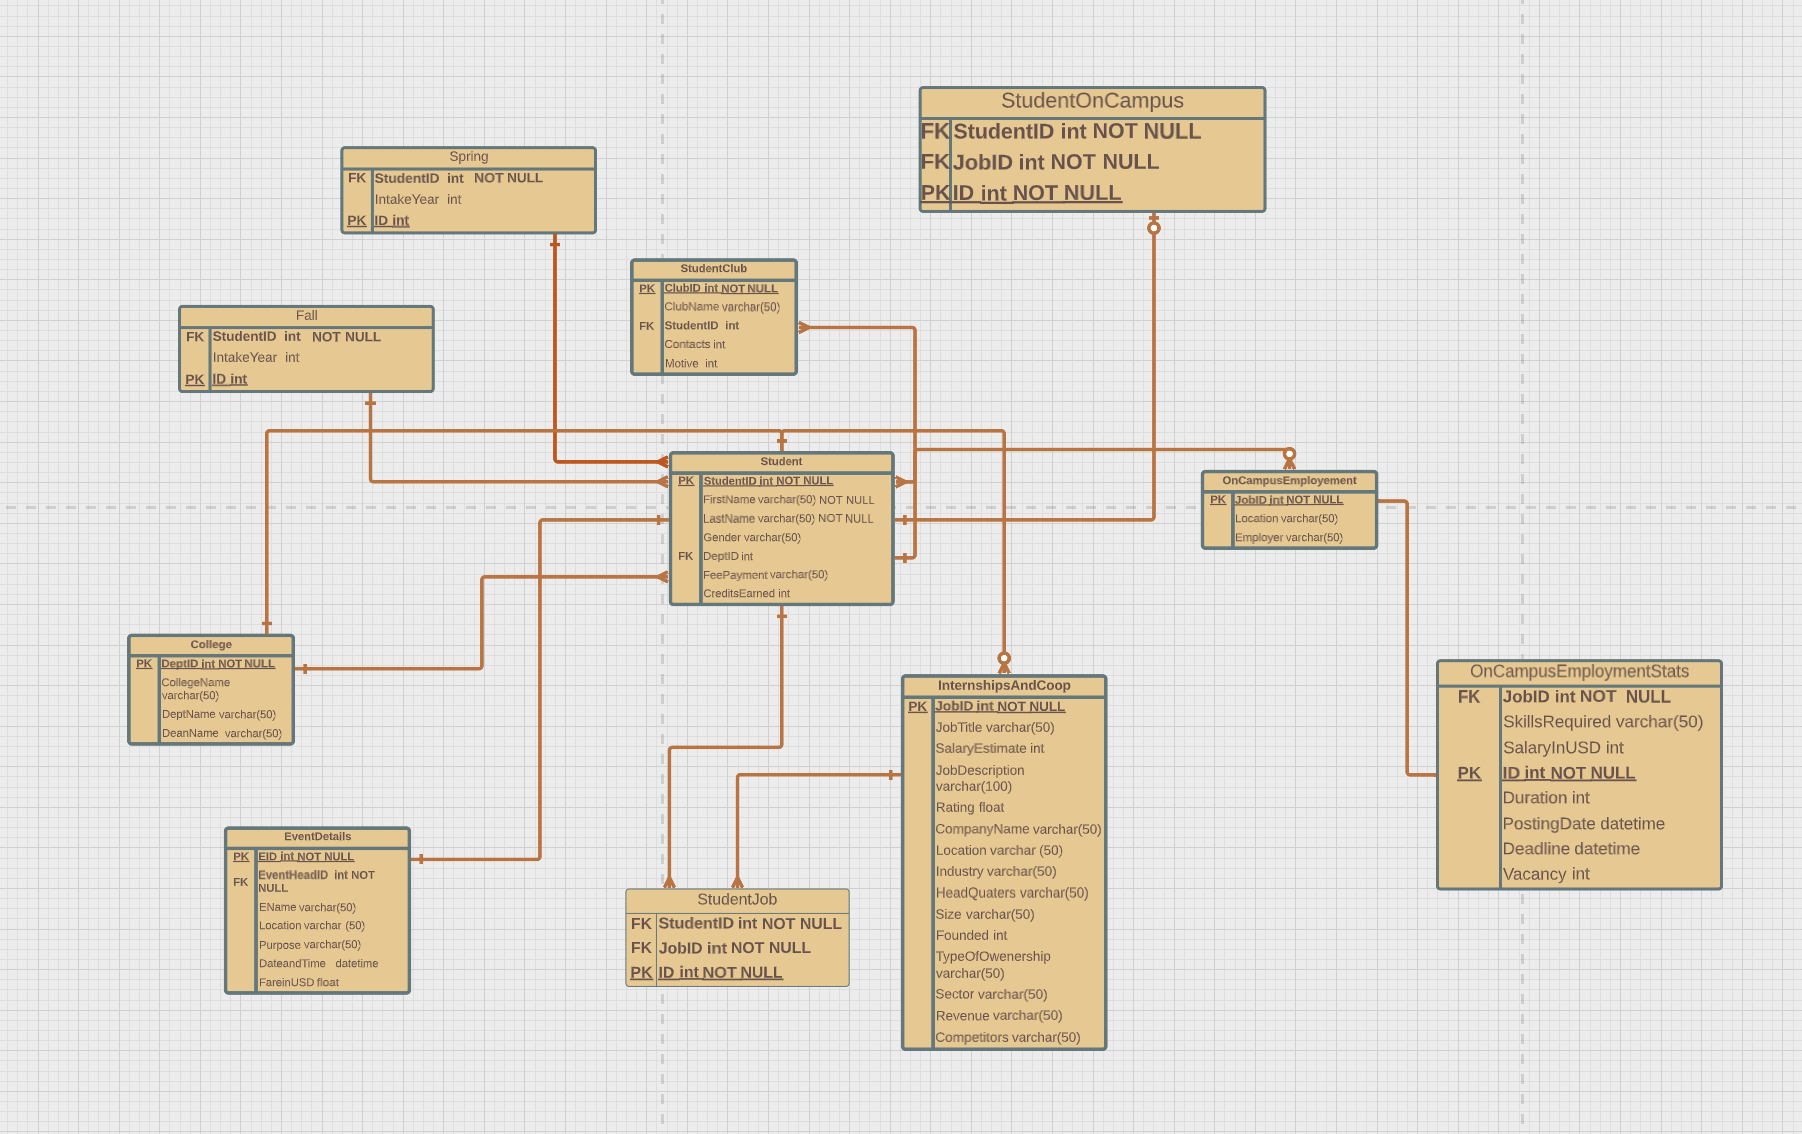 StudentOnCampus
FK StudentID int NOT NULL
FK JobID int NOT NULL
PK ID int NOT NULL
Spring
FK StudentID int NOT NULL
IntakeYear int
PK ID int
StudentClub
PK ClubID int NOT NULL
ClubName varchar(50)
FK StudentID int
Contacts int
Motive int
Fall
FK StudentID int NOT NULL
IntakeYear int
PK ID int
Student
PK StudentID int NOT NULL
FirstName varchar(50) NOT NULL
LastName varchar(50) NOT NULL
Gender varchar(50)
FK DeptID int
FeePayment varchar(50)
CreditsEarned int
OnCampusEmployement
PK JobID int NOT NULL
Location varchar(50)
Employer varchar(50)
College
PK DeptID int NOT NULL
CollegeName
varchar(50)
DeptName varchar(50)
DeanName varchar(50)
InternshipsAndCoop
PK JobID int NOT NULL
JobTitle varchar(50)
SalaryEstimate int
JobDescription
varchar(100)
Rating float
CompanyName varchar(50)
Location varchar (50)
Industry varchar(50)
HeadQuaters varchar(50)
Size varchar(50)
Founded int
TypeOfOwenership
varchar(50)
Sector varchar(50)
Revenue varchar(50)
Competitors varchar(50)
OnCampusEmploymentStats
FK JobID int NOT NULL
SkillsRequired varchar(50)
SalaryInUSD int
PK ID int NOT NULL
Duration int
PostingDate datetime
Deadline datetime
Vacancy int
EventDetails
PK EID int NOT NULL
FK EventHeadID int NOT
NULL
EName varchar(50)
Location varchar (50)
Purpose varchar(50)
DateandTime datetime
FareinUSD float
StudentJob
FK StudentID int NOT NULL
FK JobID int NOT NULL
PK ID int NOT NULL